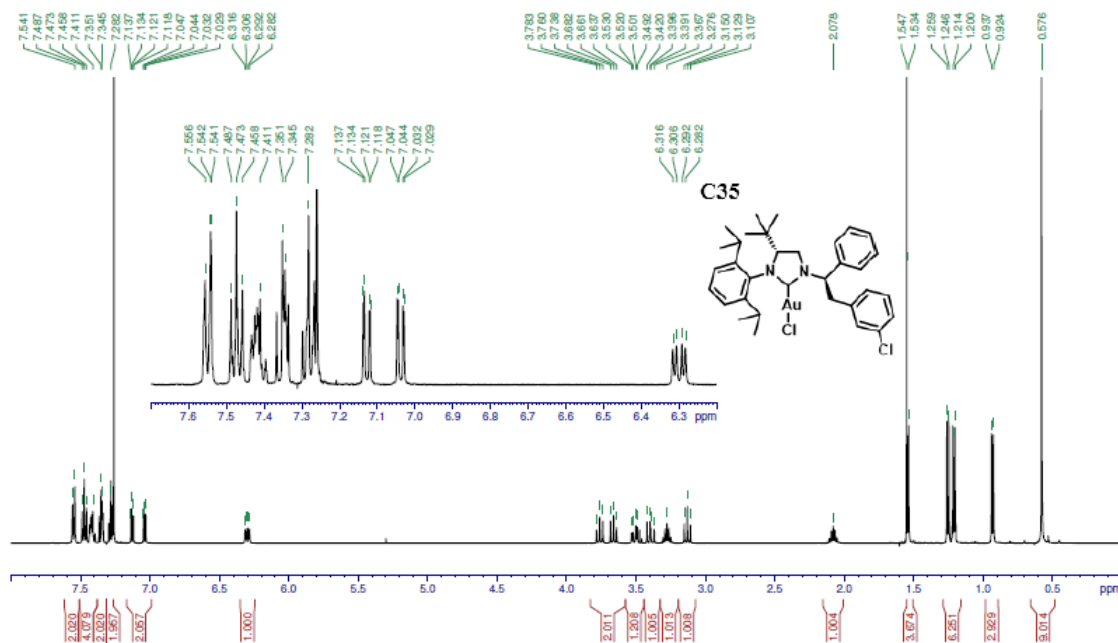 7.541 7.487 7.473 7.458 7.411 7.351 7.345 7.282 7.137 7.134 7.121 7.118 7.047 7.044 7.032 7.029 6.316 6.306 6.292 6.282 3.783 3.760 3.738 3.682 3.661 3.637 3.530 3.520 3.501 3.492 3.420 3.396 3.391 3.367 3.276 3.150 3.129 3.107 2.078 1.547 1.534 1.259 1.246 1.214 1.200 0.937 0.924 0.576
7.556 7.542 7.541 7.487 7.473 7.458 7.411 7.351 7.345 7.282 7.137 7.134 7.121 7.118 7.047 7.044 7.032 7.029 6.316 6.306 6.292 6.282
C35
N N
Au
Cl
Cl
7.6 7.5 7.4 7.3 7.2 7.1 7.0 6.9 6.8 6.7 6.6 6.5 6.4 6.3 ppm
7.5 7.0 6.5 6.0 5.5 5.0 4.5 4.0 3.5 3.0 2.5 2.0 1.5 1.0 0.5 ppm
2.020 4.079 2.020 1.957 2.057 1.000 2.011 1.208 1.005 1.013 1.008 1.004 3.674 6.251 2.929